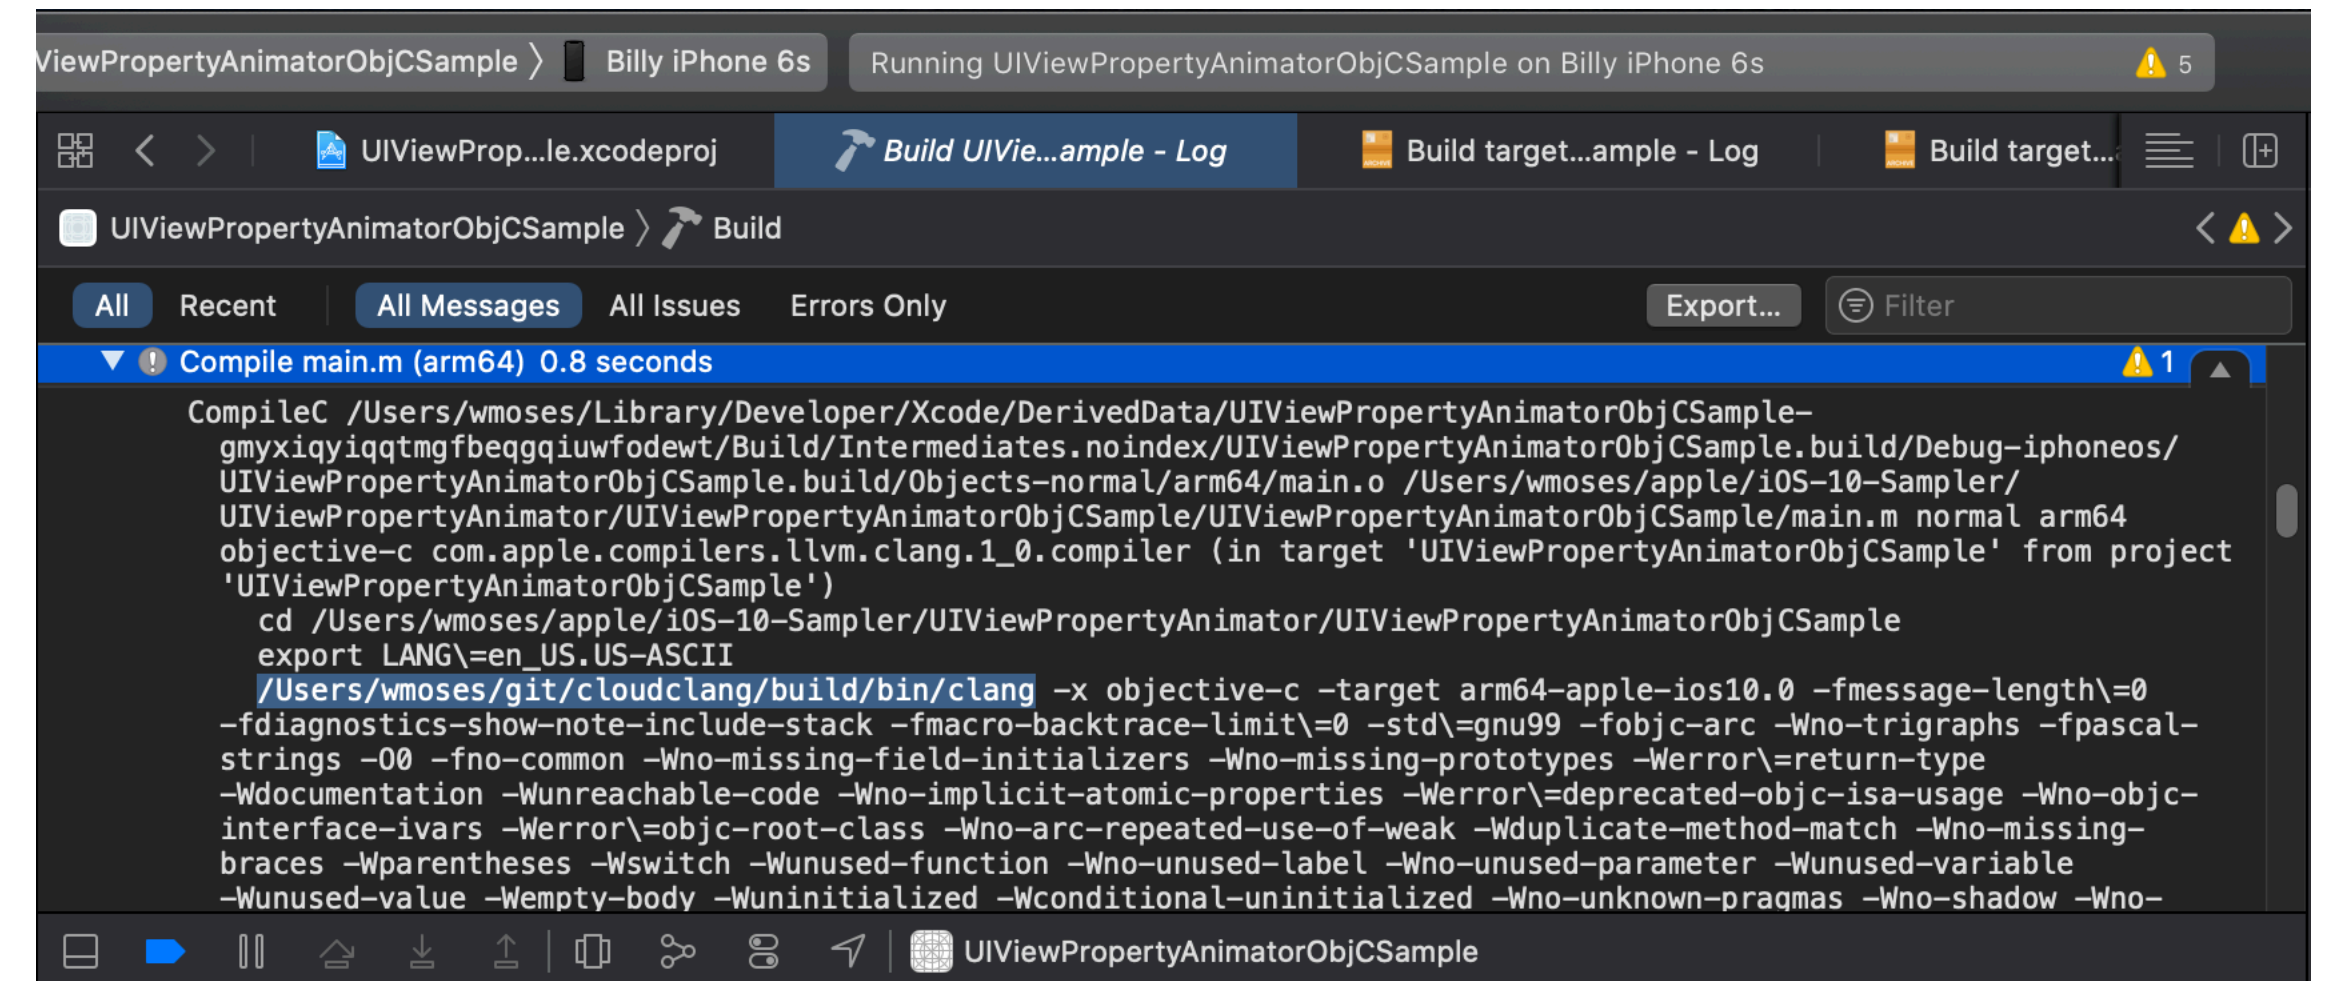 ViewPropertyAnimatorObjCSample 〉 Billy iPhone 6s Running UIViewPropertyAnimatorObjCSample on Billy iPhone 6s 5
UIViewProp...le.xcodeproj Build UIVie...ample – Log Build target...ample – Log Build target...
UIViewPropertyAnimatorObjCSample 〉 Build
All Recent All Messages All Issues Errors Only Export... Filter
Compile main.m (arm64) 0.8 seconds 1
CompileC /Users/wmoses/Library/Developer/Xcode/DerivedData/UIViewPropertyAnimatorObjCSample-
gmyxiqyiqqtmgfbeqgqiuwfodewt/Build/Intermediates.noindex/UIViewPropertyAnimatorObjCSample.build/Debug-iphoneos/
UIViewPropertyAnimatorObjCSample.build/Objects-normal/arm64/main.o /Users/wmoses/apple/iOS-10-Sampler/
UIViewPropertyAnimator/UIViewPropertyAnimatorObjCSample/UIViewPropertyAnimatorObjCSample/main.m normal arm64
objective-c com.apple.compilers.llvm.clang.1_0.compiler (in target 'UIViewPropertyAnimatorObjCSample' from project
'UIViewPropertyAnimatorObjCSample')
cd /Users/wmoses/apple/iOS-10-Sampler/UIViewPropertyAnimator/UIViewPropertyAnimatorObjCSample
export LANG\=en_US.US-ASCII
/Users/wmoses/git/cloudclang/build/bin/clang -x objective-c -target arm64-apple-ios10.0 -fmessage-length\=0
-fdiagnostics-show-note-include-stack -fmacro-backtrace-limit\=0 -std\=gnu99 -fobjc-arc -Wno-trigraphs -fpascal-
strings -O0 -fno-common -Wno-missing-field-initializers -Wno-missing-prototypes -Werror\=return-type
-Wdocumentation -Wunreachable-code -Wno-implicit-atomic-properties -Werror\=deprecated-objc-isa-usage -Wno-objc-
interface-ivars -Werror\=objc-root-class -Wno-arc-repeated-use-of-weak -Wduplicate-method-match -Wno-missing-
braces -Wparentheses -Wswitch -Wunused-function -Wno-unused-label -Wno-unused-parameter -Wunused-variable
-Wunused-value -Wempty-body -Wuninitialized -Wconditional-uninitialized -Wno-unknown-pragmas -Wno-shadow -Wno-
UIViewPropertyAnimatorObjCSample